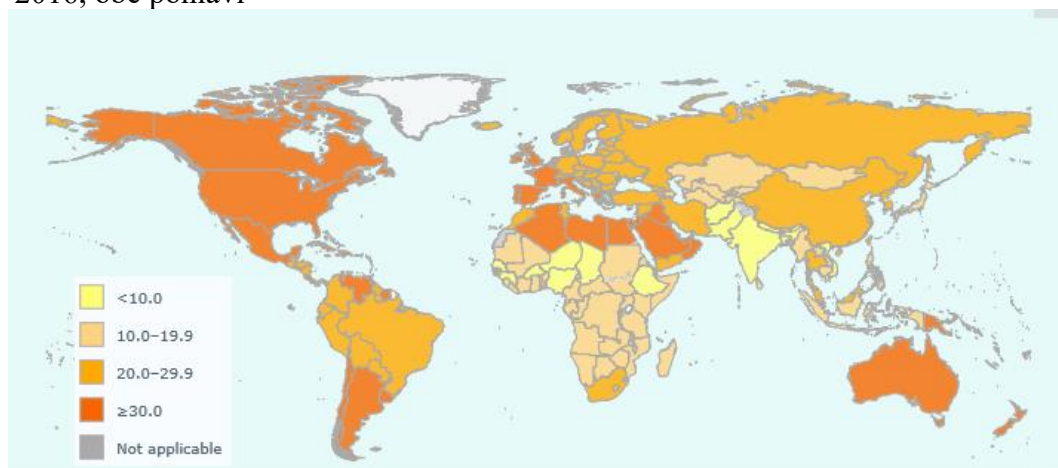 2016, obě pohlaví
<10.0
10.0–19.9
20.0–29.9
≥30.0
Not applicable